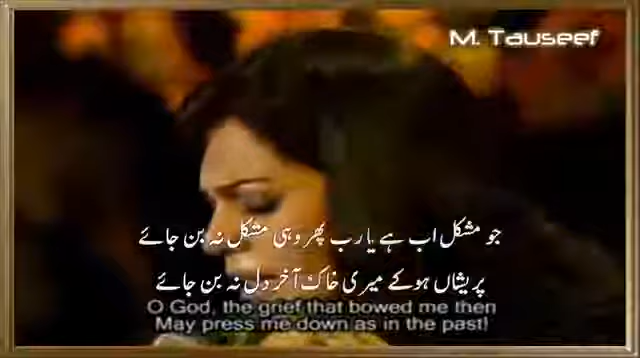 M. Tauseef
جو مشکل اب ہے یا رب پھر وہی مشکل نہ بن جائے
پریشاں ہوکے میری خاک آخر دل نہ بن جائے
O God, the grief that bowed me then
May press me down as in the past!